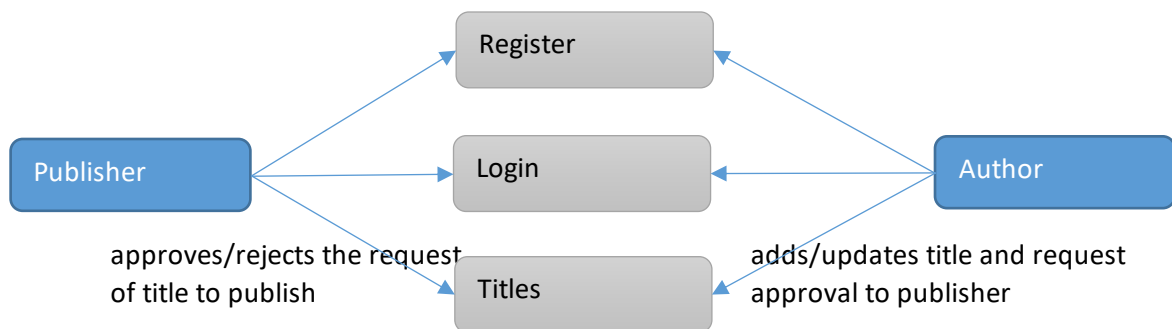 Register
Publisher
Login
Author
approves/rejects the request
of title to publish
Titles
adds/updates title and request
approval to publisher